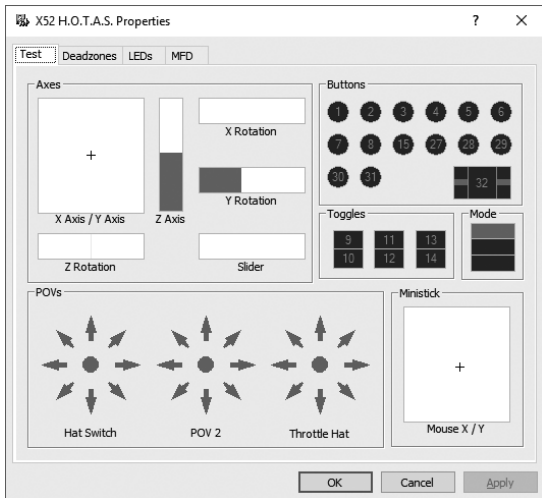 X52 H.O.T.A.S. Properties
?
Test Deadzones LEDs MFD
Axes
X Axis / Y Axis
Z Axis
X Rotation
Y Rotation
Z Rotation
Slider
Buttons
1 2 3 4 5 6
7 8 15 27 28 29
30 31 32
Toggles
9 11 13
10 12 14
Mode
POVs
Hat Switch
POV 2
Throttle Hat
Ministick
Mouse X / Y
OK Cancel Apply